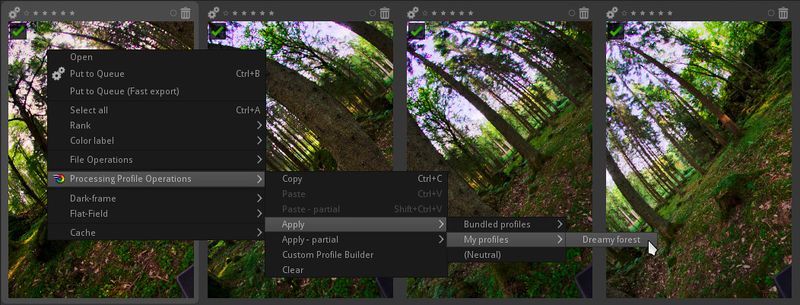 Open
Put to Queue Ctrl+B
Put to Queue (Fast export)
Select all Ctrl+A
Rank
Color label
File Operations
Processing Profile Operations
Dark-frame
Flat-Field
Cache
Copy Ctrl+C
Paste Ctrl+V
Paste - partial Shift+Ctrl+V
Apply
Apply - partial
Custom Profile Builder
Clear
Bundled profiles
My profiles
(Neutral)
Dreamy forest